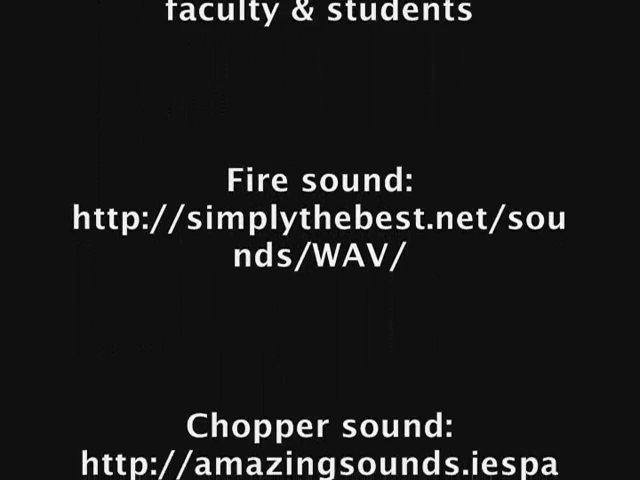 faculty & students
Fire sound:
http://simplythebest.net/sou
nds/WAV/
Chopper sound:
http://amazingsounds.iespa